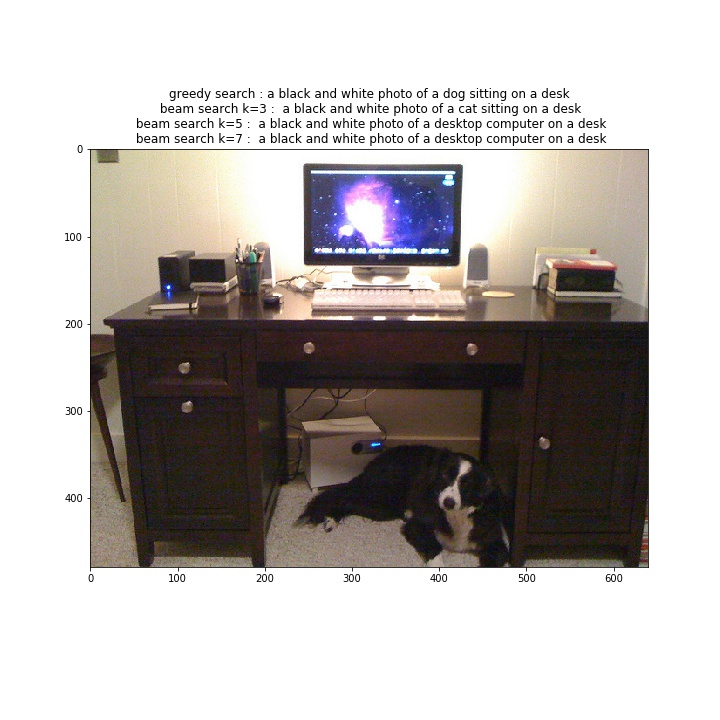 greedy search : a black and white photo of a dog sitting on a desk
beam search k=3 : a black and white photo of a cat sitting on a desk
beam search k=5 : a black and white photo of a desktop computer on a desk
beam search k=7 : a black and white photo of a desktop computer on a desk
0
100
200
300
400
0 100 200 300 400 500 600